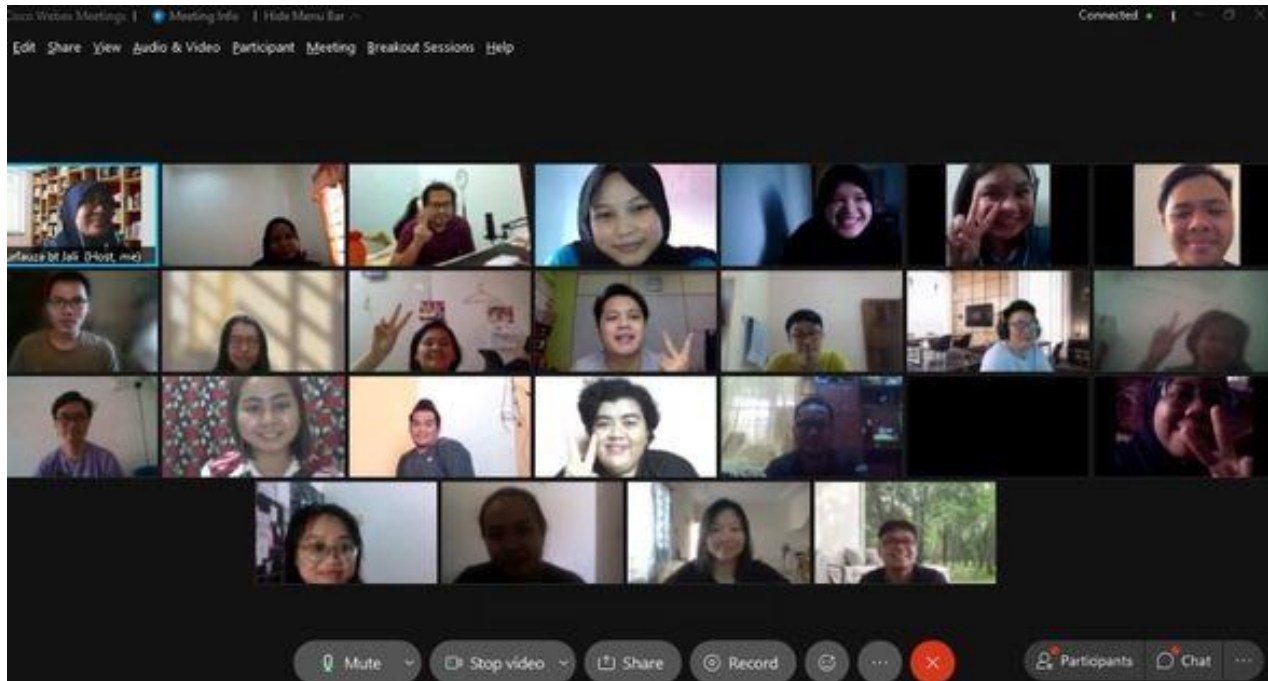 Cisco Webex Meetings | Meeting Info | Hide Menu Bar
Connected
Edit Share View Audio & Video Participant Meeting Breakout Sessions Help
bt Jali (Host, me)
Mute Stop video Share Record Participants Chat